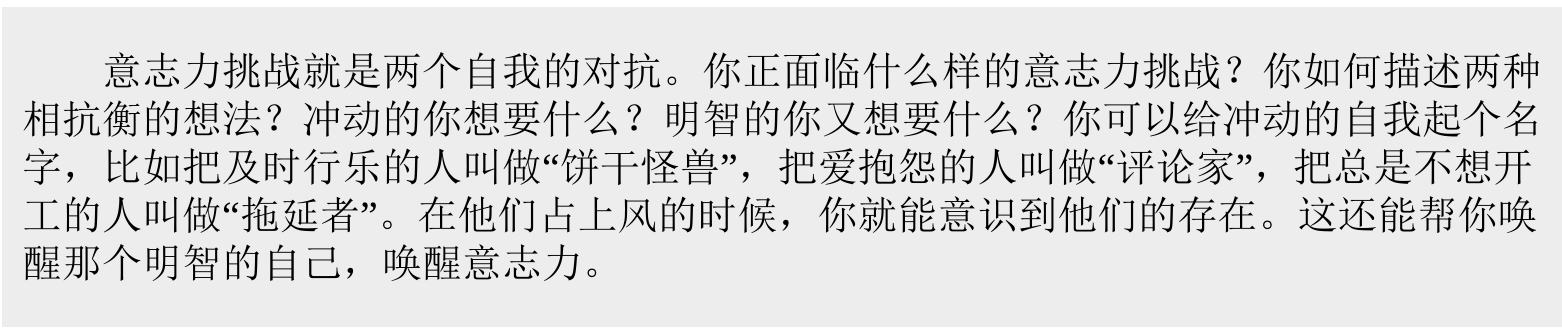 意志力挑战就是两个自我的对抗。你正面临什么样的意志力挑战？你如何描述两种
相抗衡的想法？冲动的你想要什么？明智的你又想要什么？你可以给冲动的自我起个名
字，比如把及时行乐的人叫做“饼干怪兽”，把爱抱怨的人叫做“评论家”，把总是不想开
工的人叫做“拖延者”。在他们占上风的时候，你就能意识到他们的存在。这还能帮你唤
醒那个明智的自己，唤醒意志力。